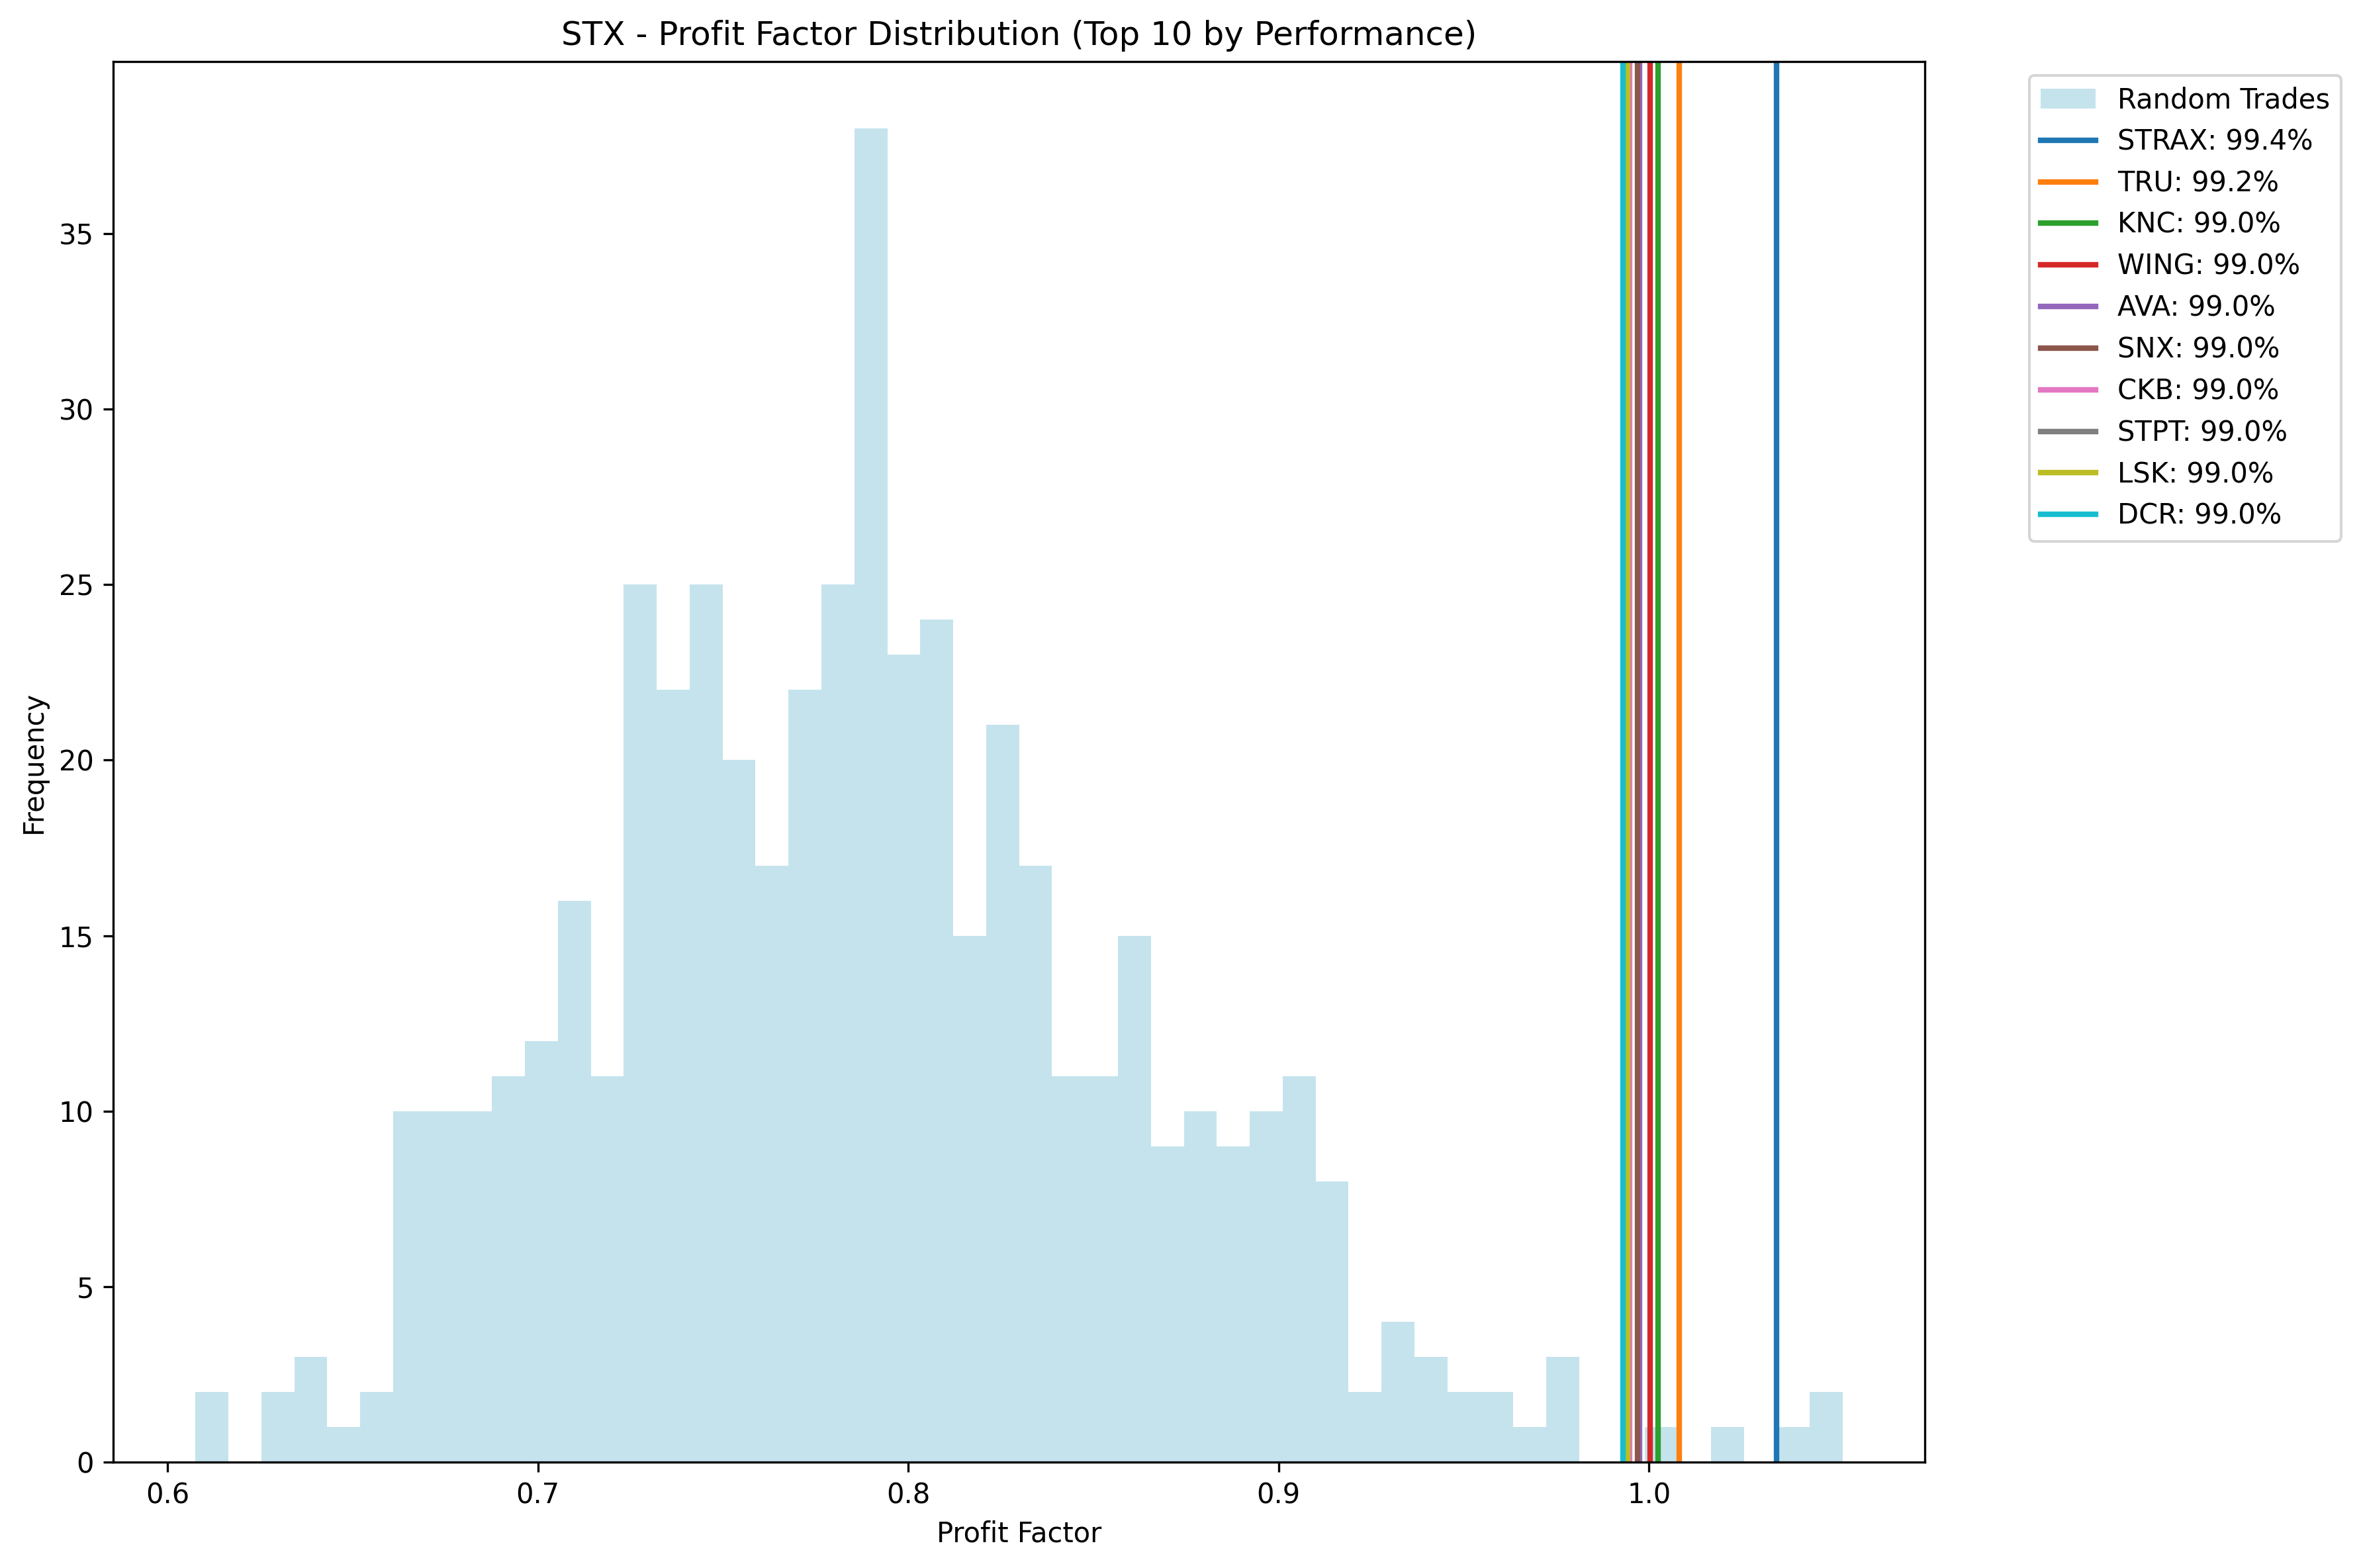 STX - Profit Factor Distribution (Top 10 by Performance)
Random Trades
STRAX: 99.4%
TRU: 99.2%
KNC: 99.0%
WING: 99.0%
AVA: 99.0%
SNX: 99.0%
CKB: 99.0%
STPT: 99.0%
LSK: 99.0%
DCR: 99.0%
Frequency
35
30
25
20
15
10
5
0
0.6 0.7 0.8 0.9 1.0
Profit Factor